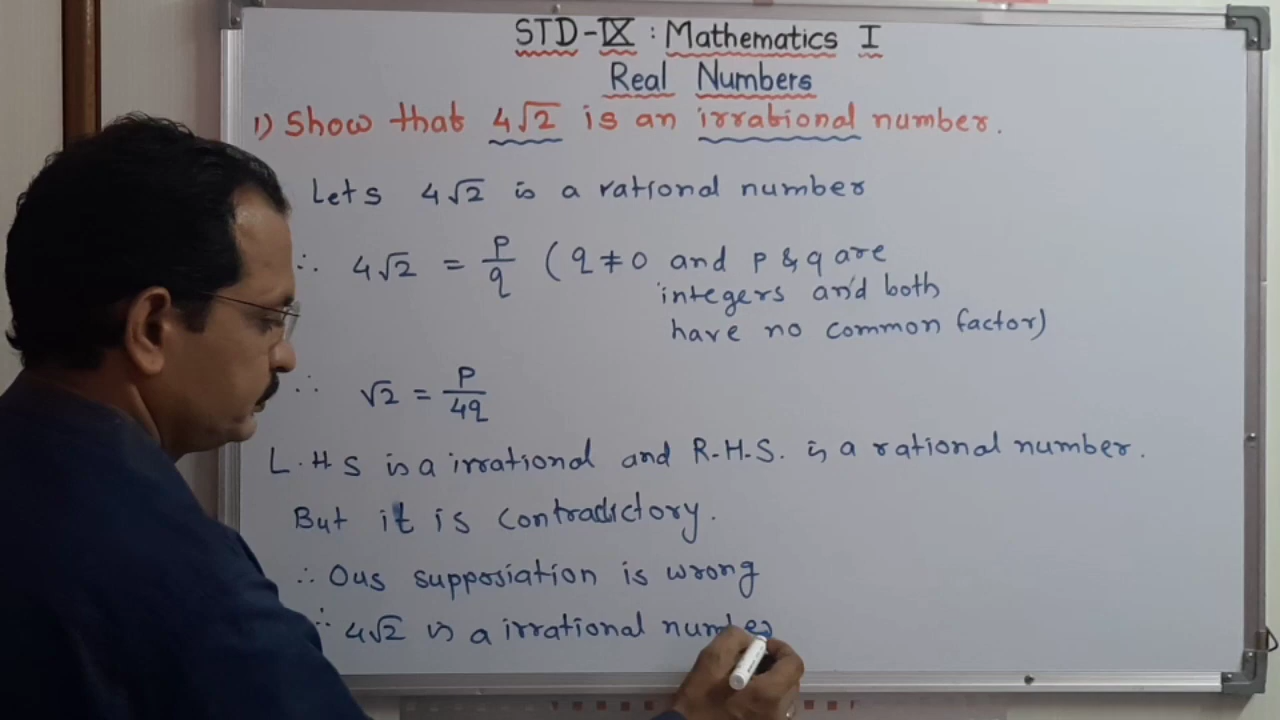 STD-IX : Mathematics I
Real Numbers
1) Show that 4√2 is an irrational number.
Lets 4√2 is a rational number
∴ 4√2 = p/q ( q ≠ 0 and p & q are
integers and both
have no common factor)
∴ √2 = p/4q
L.H.S is a irrational and R.H.S. is a rational number.
But it is contradictory.
∴ Ous supposiation is wrong
∴ 4√2 is a irrational number